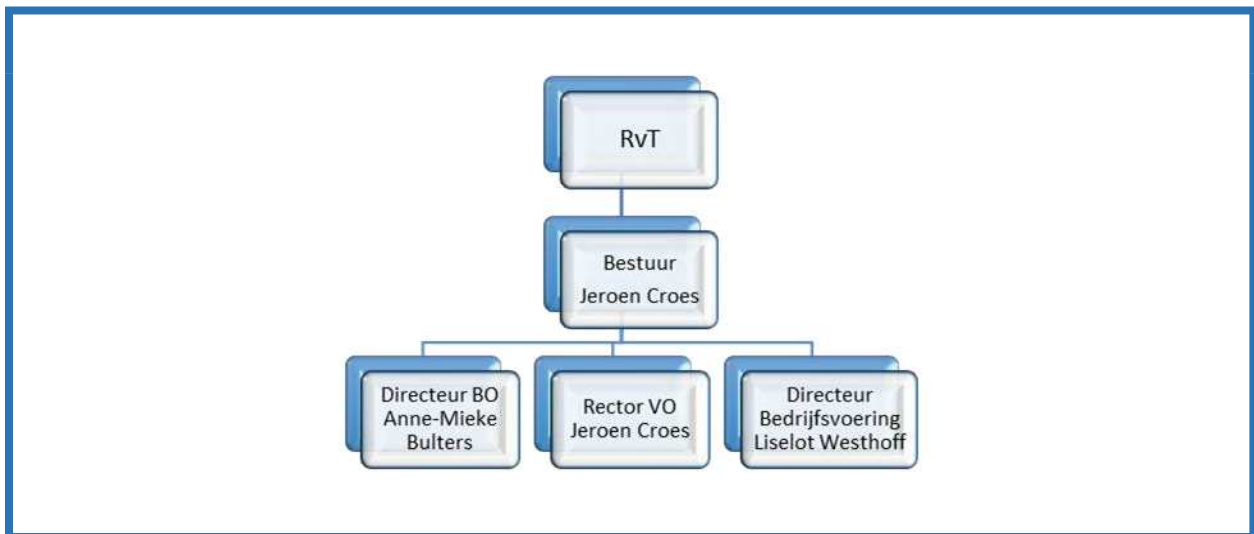 RvT
Bestuur
Jeroen Croes
Directeur BO
Anne-Mieke
Bulters
Rector VO
Jeroen Croes
Directeur
Bedrijfsvoering
Liselot Westhoff